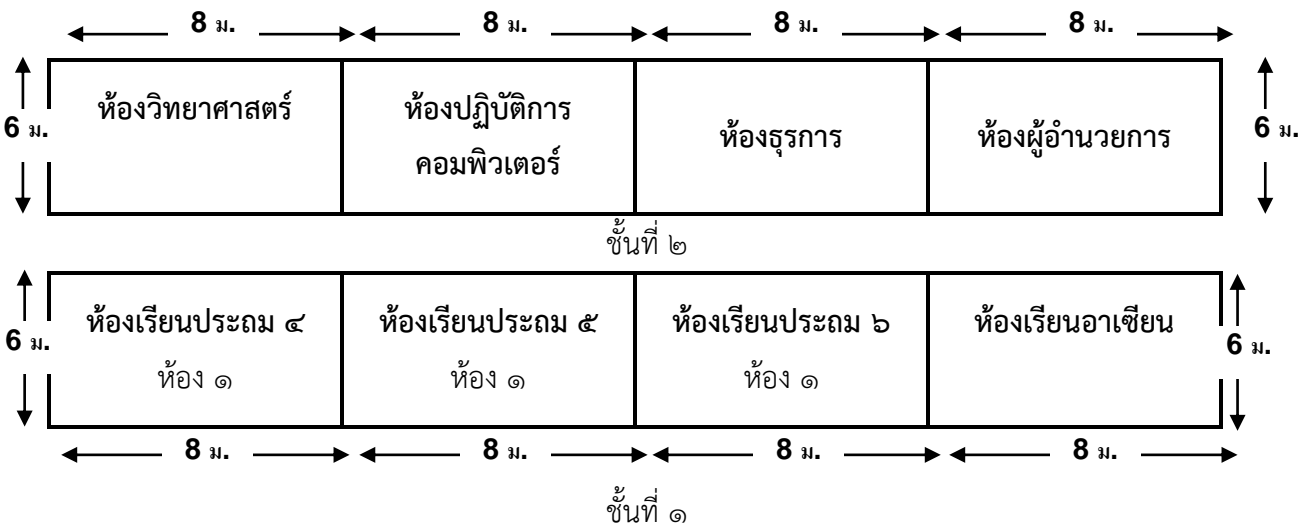 8 ม. 8 ม. 8 ม. 8 ม.
6 ม. 6 ม.
ห้องวิทยาศาสตร์
ห้องปฏิบัติการ
คอมพิวเตอร์
ห้องธุรการ
ห้องผู้อำนวยการ
ชั้นที่ ๒
6 ม. 6 ม.
ห้องเรียนประถม ๔
ห้อง ๑
ห้องเรียนประถม ๕
ห้อง ๑
ห้องเรียนประถม ๖
ห้อง ๑
ห้องเรียนอาเซียน
8 ม. 8 ม. 8 ม. 8 ม.
ชั้นที่ ๑